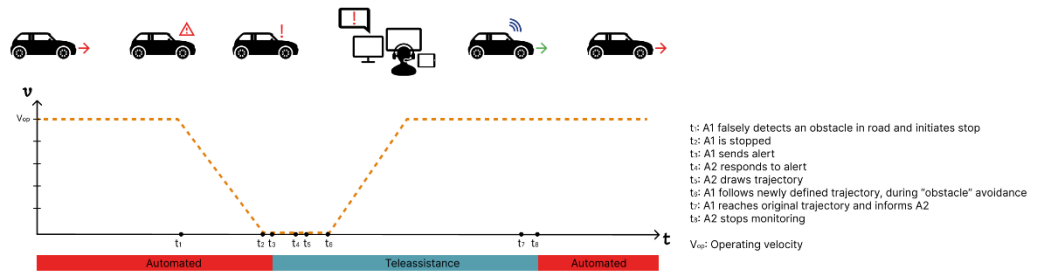 !
!
v
Vop
t₁
t₂
t₃
t₄
t₅
t₆
t₇
t₈
t
Automated
Teleassistance
Automated
t₁: A1 falsely detects an obstacle in road and initiates stop
t₂: A1 is stopped
t₃: A1 sends alert
t₄: A2 responds to alert
t₅: A2 draws trajectory
t₆: A1 follows newly defined trajectory, during "obstacle" avoidance
t₇: A1 reaches original trajectory and informs A2
t₈: A2 stops monitoring
Vop: Operating velocity